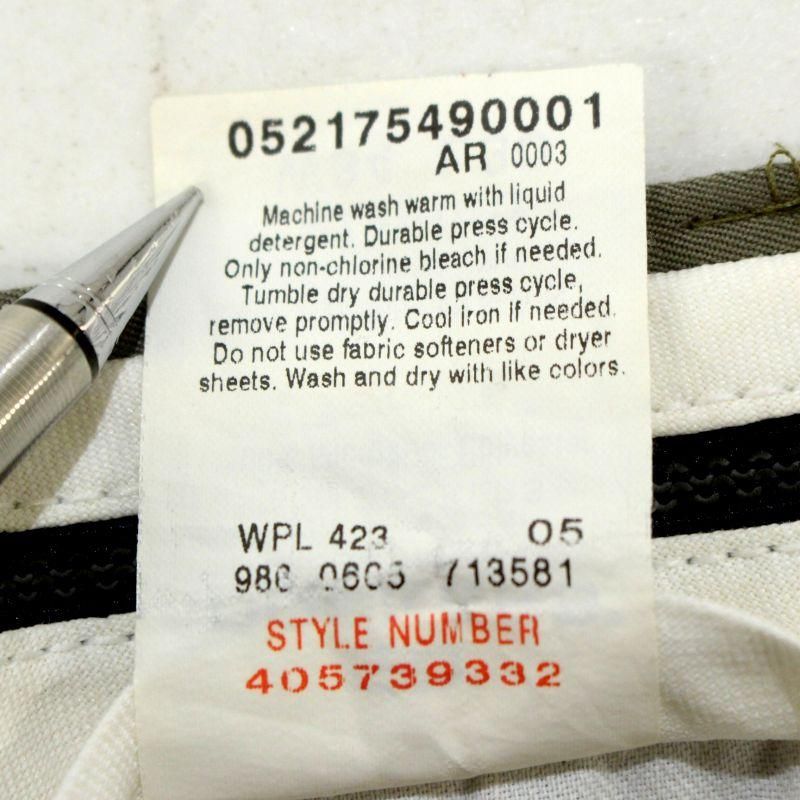 052175490001
AR 0003
Machine wash warm with liquid
detergent. Durable press cycle.
Only non-chlorine bleach if needed.
Tumble dry durable press cycle,
remove promptly. Cool iron if needed.
Do not use fabric softeners or dryer
sheets. Wash and dry with like colors.
WPL 423 05
713581
STYLE NUMBER
405739332